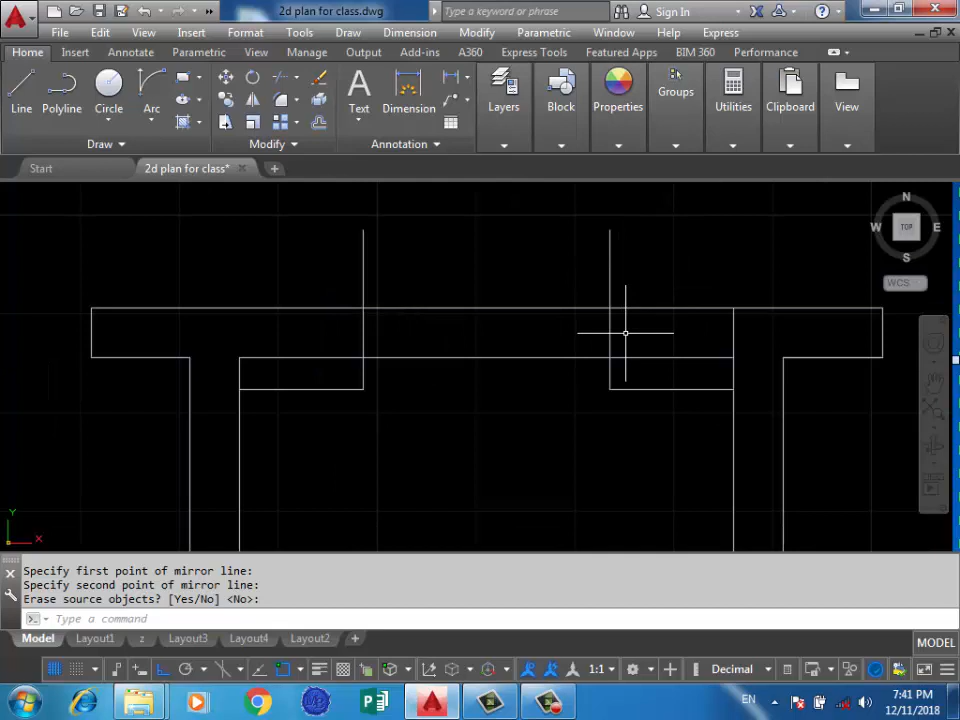 2d plan for class.dwg
Type a keyword or phrase
Sign In
File Edit View Insert Format Tools Draw Dimension Modify Parametric Window Help Express
Home Insert Annotate Parametric View Manage Output Add-ins A360 Express Tools Featured Apps BIM 360 Performance
Line Polyline Circle Arc Text Dimension Layers Block Properties Groups Utilities Clipboard View
Draw Modify Annotation
Start 2d plan for class*
N
W TOP E
S
WCS
Y
X
Specify first point of mirror line:
Specify second point of mirror line:
Erase source objects? [Yes/No] <No>:
Type a command
Model Layout1 z Layout3 Layout4 Layout2 + MODEL
1:1 Decimal
EN 7:41 PM
12/11/2018